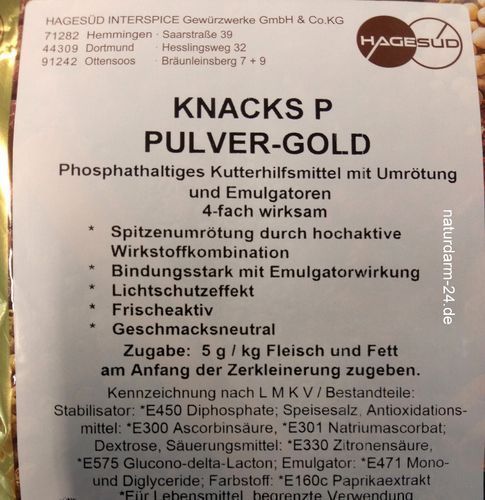 HAGESÜD INTERSPICE Gewürzwerke GmbH & Co.KG
71282 Hemmingen · Saarstraße 39
44309 Dortmund · Hesslingsweg 32
91242 Ottensoos · Bräunleinsberg 7 + 9
HAGESÜD
KNACKS P
PULVER-GOLD
Phosphathaltiges Kutterhilfsmittel mit Umrötung
und Emulgatoren
4-fach wirksam
* Spitzenumrötung durch hochaktive
Wirkstoffkombination
* Bindungsstark mit Emulgatorwirkung
* Lichtschutzeffekt
* Frischeaktiv
* Geschmacksneutral
Zugabe: 5 g / kg Fleisch und Fett
am Anfang der Zerkleinerung zugeben.
Kennzeichnung nach L M K V / Bestandteile:
Stabilisator: *E450 Diphosphate; Speisesalz, Antioxidations-
mittel: *E300 Ascorbinsäure, *E301 Natriumascorbat;
Dextrose, Säuerungsmittel: *E330 Zitronensäure,
*E575 Glucono-delta-Lacton; Emulgator: *E471 Mono-
und Diglyceride; Farbstoff: *E160c Paprikaextrakt
*Für Lebensmittel, begrenzte Verwendung
naturdarm-24.de